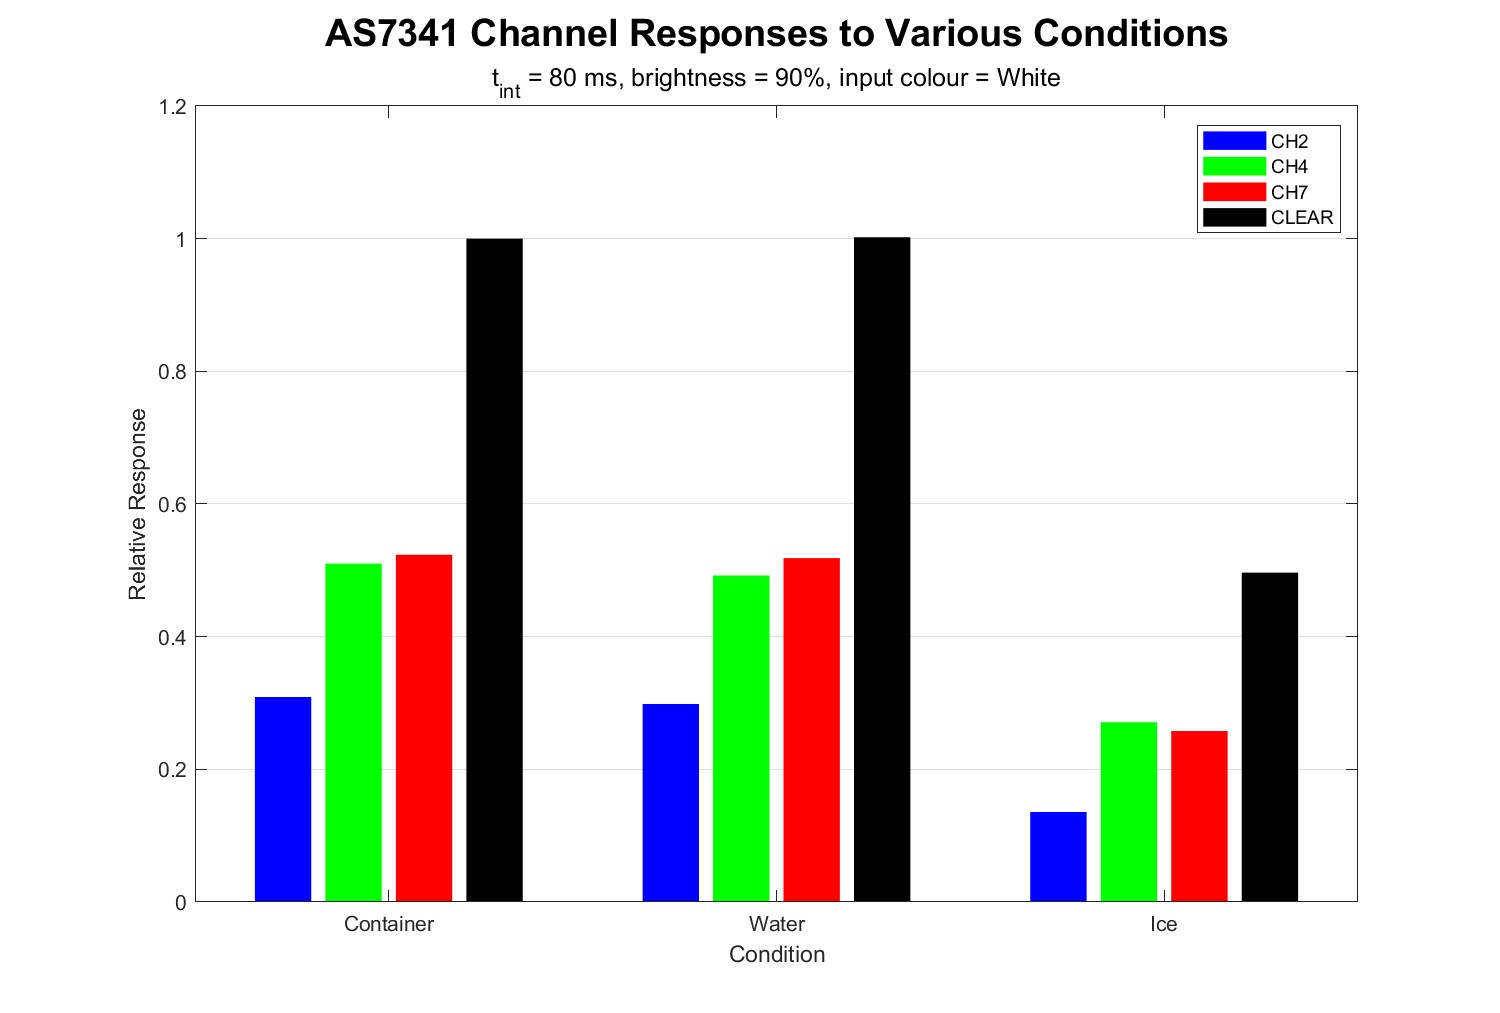 AS7341 Channel Responses to Various Conditions
t_int = 80 ms, brightness = 90%, input colour = White
1.2
1
0.8
0.6
0.4
0.2
0
Relative Response
CH2
CH4
CH7
CLEAR
Container
Water
Ice
Condition